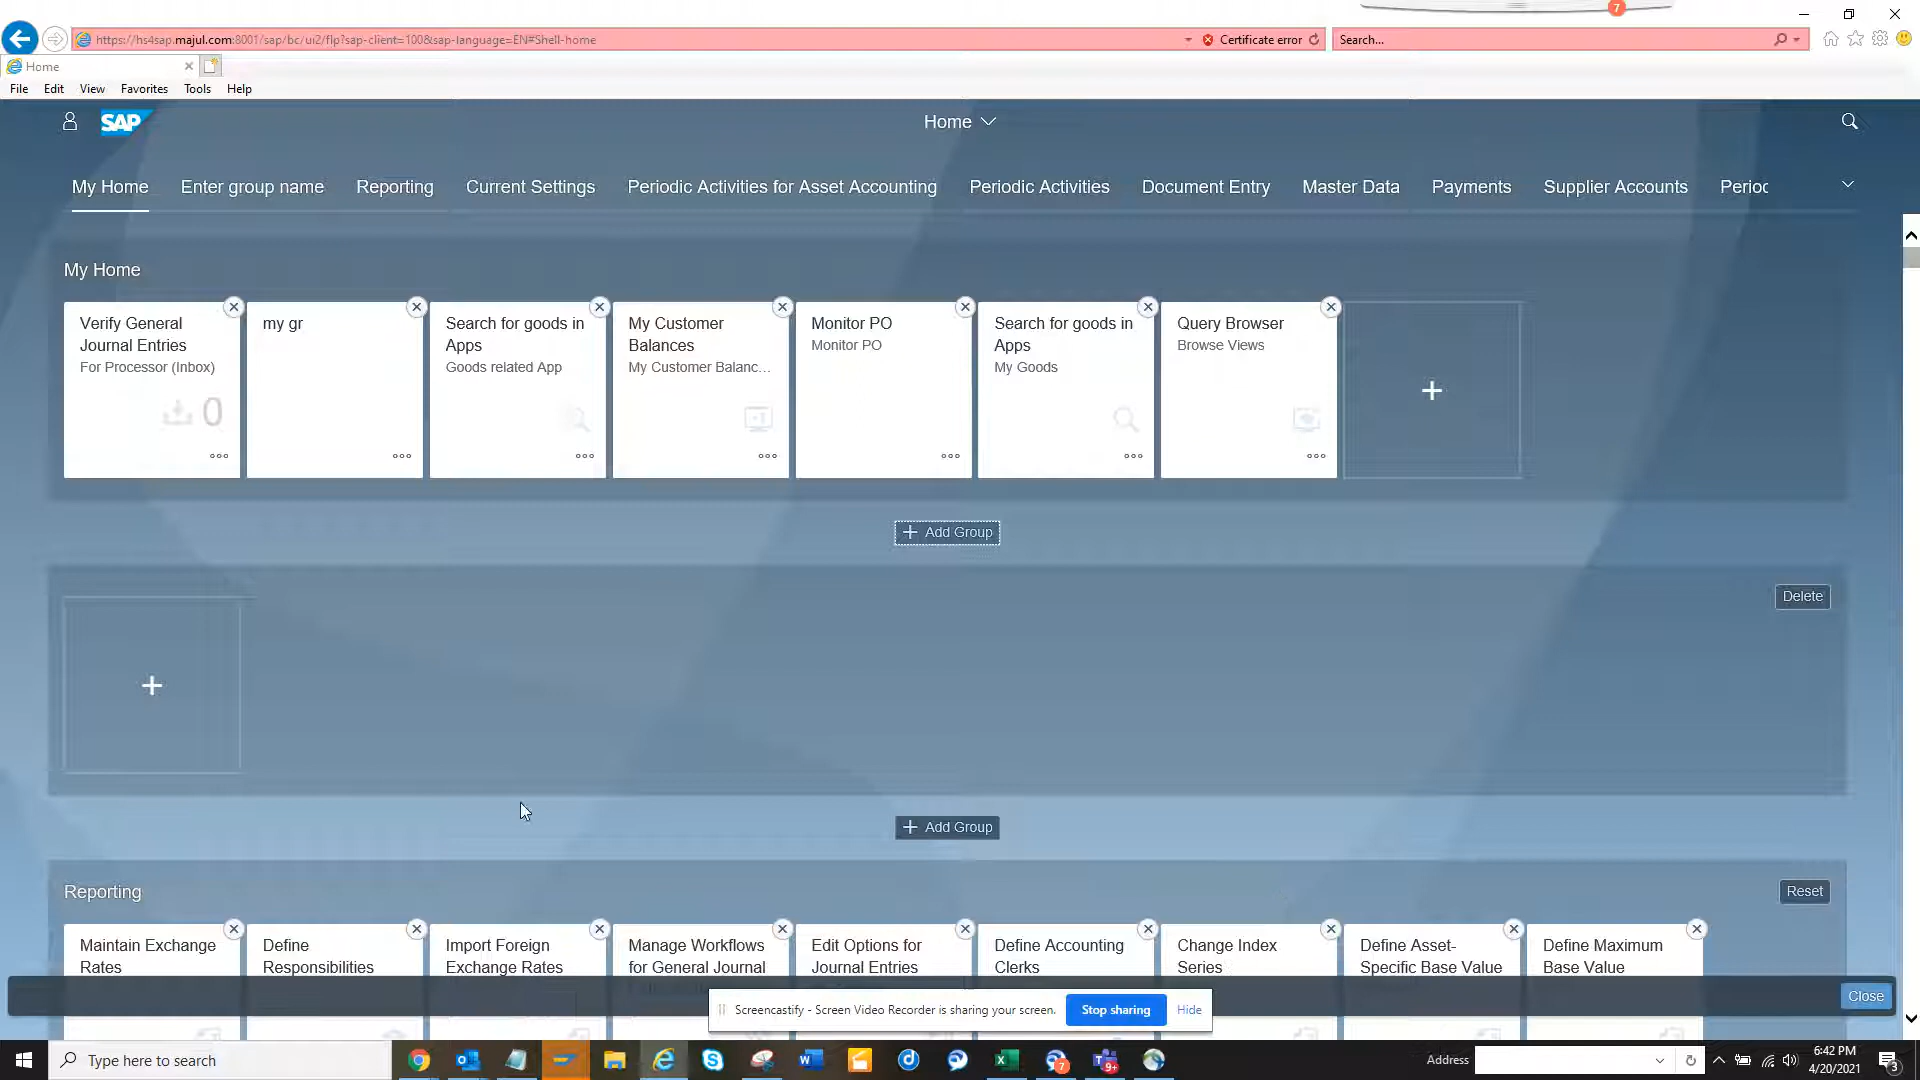 7
https://hs4sap.majul.com:8001/sap/bc/ui2/flp?sap-client=100&sap-language=EN#Shell-home
Certificate error
Search...
Home
File Edit View Favorites Tools Help
SAP
Home
My Home Enter group name Reporting Current Settings Periodic Activities for Asset Accounting Periodic Activities Document Entry Master Data Payments Supplier Accounts Perioc
My Home
Verify General
Journal Entries
For Processor (Inbox)
0
my gr
Search for goods in
Apps
Goods related App
My Customer
Balances
My Customer Balanc...
Monitor PO
Monitor PO
Search for goods in
Apps
My Goods
Query Browser
Browse Views
Add Group
Delete
Add Group
Reporting
Reset
Maintain Exchange
Rates
Define
Responsibilities
Import Foreign
Exchange Rates
Manage Workflows
for General Journal
Edit Options for
Journal Entries
Define Accounting
Clerks
Change Index
Series
Define Asset-
Specific Base Value
Define Maximum
Base Value
Close
Screencastify - Screen Video Recorder is sharing your screen.
Stop sharing
Hide
Type here to search
7
9+
Address
6:42 PM
4/20/2021
3